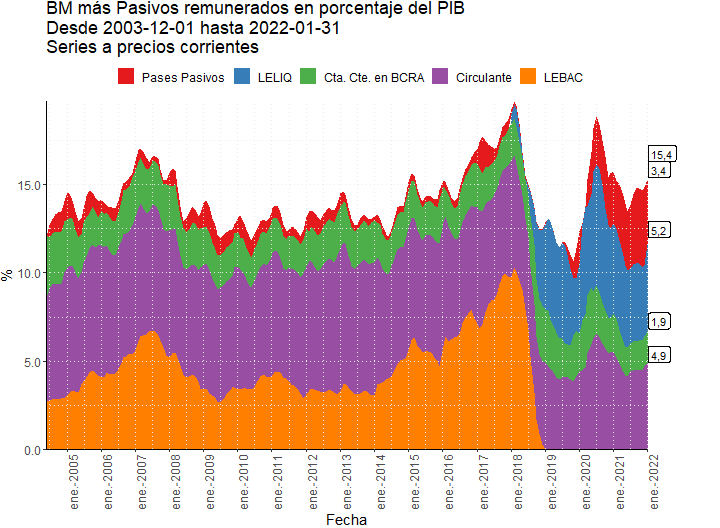 BM más Pasivos remunerados en porcentaje del PIB
Desde 2003-12-01 hasta 2022-01-31
Series a precios corrientes
Pases Pasivos
LELIQ
Cta. Cte. en BCRA
Circulante
LEBAC
%
15.0
10.0
5.0
0.0
15,4
3,4
5,2
1,9
4,9
ene.-2005
ene.-2006
ene.-2007
ene.-2008
ene.-2009
ene.-2010
ene.-2011
ene.-2012
ene.-2013
ene.-2014
ene.-2015
ene.-2016
ene.-2017
ene.-2018
ene.-2019
ene.-2020
ene.-2021
ene.-2022
Fecha